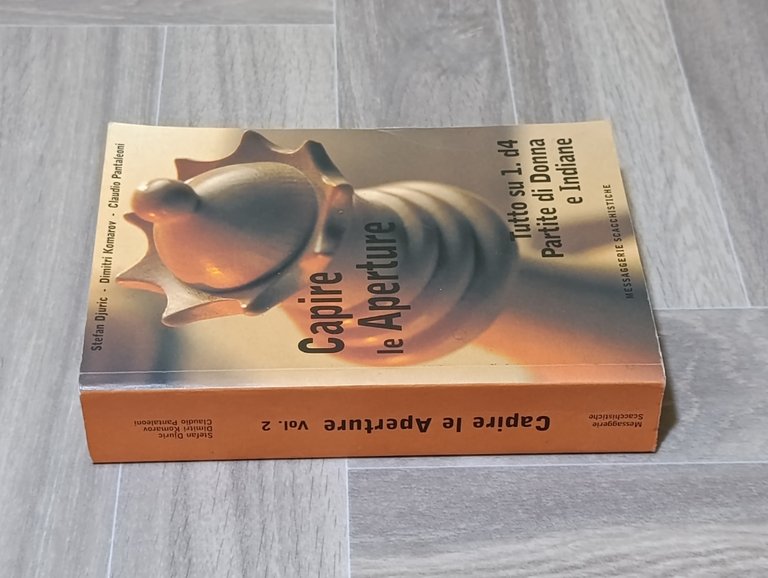 Stefan Djuric - Dimitri Komarov - Claudio Pantaleoni
Capire
le Aperture
Tutto su 1. d4
Partite di Donna
e Indiane
MESSAGGERIE SCACCHISTICHE
Stefan Djuric
Dimitri Komarov
Claudio Pantaleoni
Capire le Aperture Vol. 2
Messaggerie
Scacchistiche